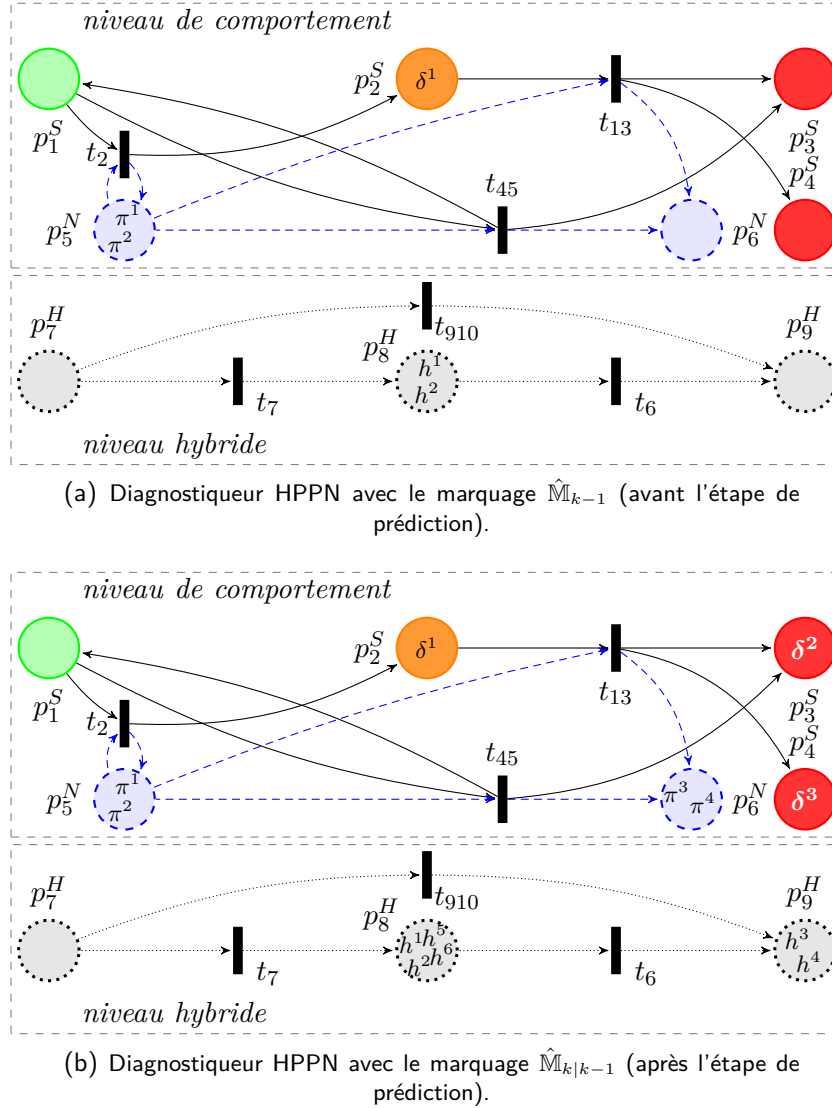 niveau de comportement
p_2^S δ^1
p_1^S t_2 t_13 p_3^S
t_45 p_4^S
p_5^N π^1 π^2 p_6^N
p_7^H t_910 p_9^H
p_8^H h^1 h^2
t_7 t_6
niveau hybride
(a) Diagnostiqueur HPPN avec le marquage 𝕄̂_{k−1} (avant l'étape de
prédiction).
niveau de comportement
p_2^S δ^1 δ^2
p_1^S t_2 t_13 p_3^S
t_45 p_4^S
p_5^N π^1 π^2 π^3 π^4 p_6^N δ^3
p_7^H t_910 p_9^H
p_8^H h^1 h^5 h^2 h^6 h^3 h^4
t_7 t_6
niveau hybride
(b) Diagnostiqueur HPPN avec le marquage 𝕄̂_{k|k−1} (après l'étape de
prédiction).